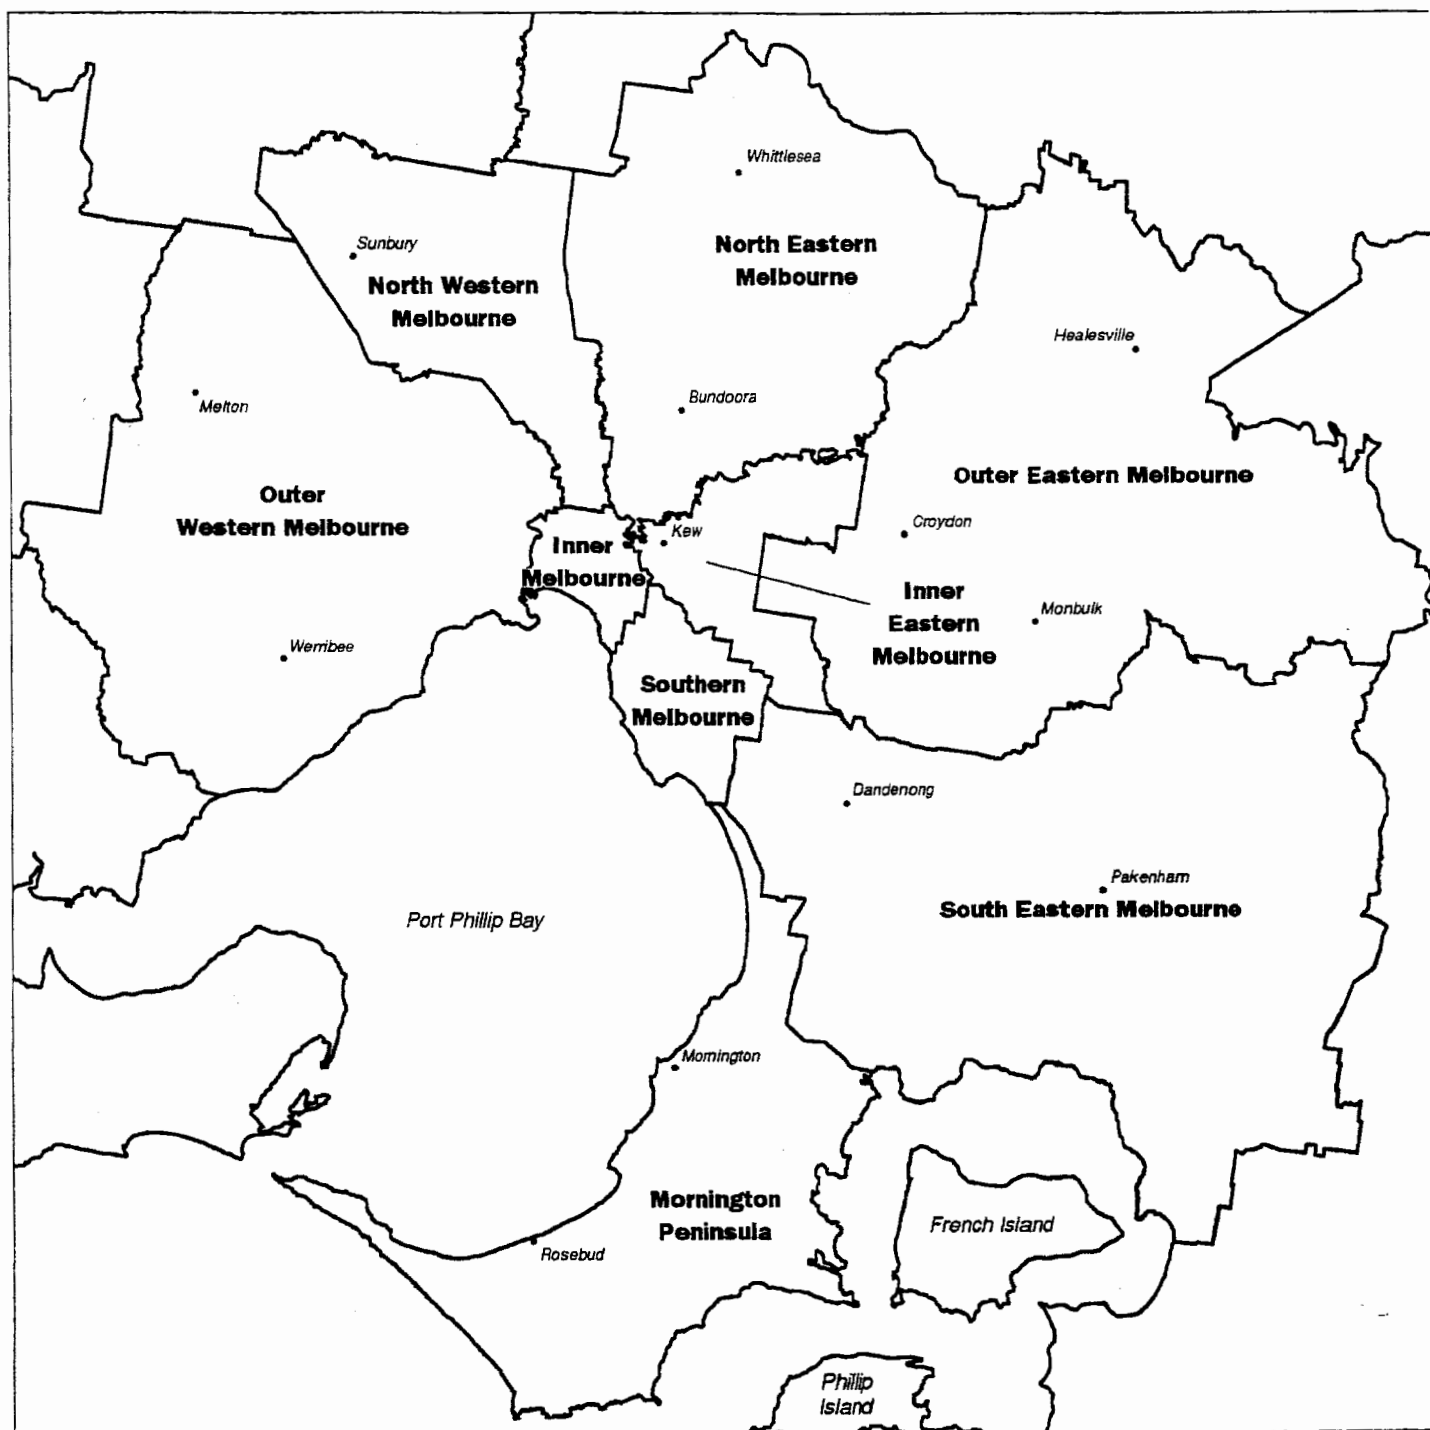 Whittlesea
Sunbury
North Eastern
Melbourne
North Western
Melbourne
Healesville
Melton
Bundoora
Outer Eastern Melbourne
Outer
Western Melbourne
Croydon
Kew
Inner
Melbourne
Inner
Eastern
Melbourne
Monbulk
Werribee
Southern
Melbourne
Dandenong
Pakenham
South Eastern Melbourne
Port Phillip Bay
Mornington
Mornington
Peninsula
French Island
Rosebud
Phillip
Island